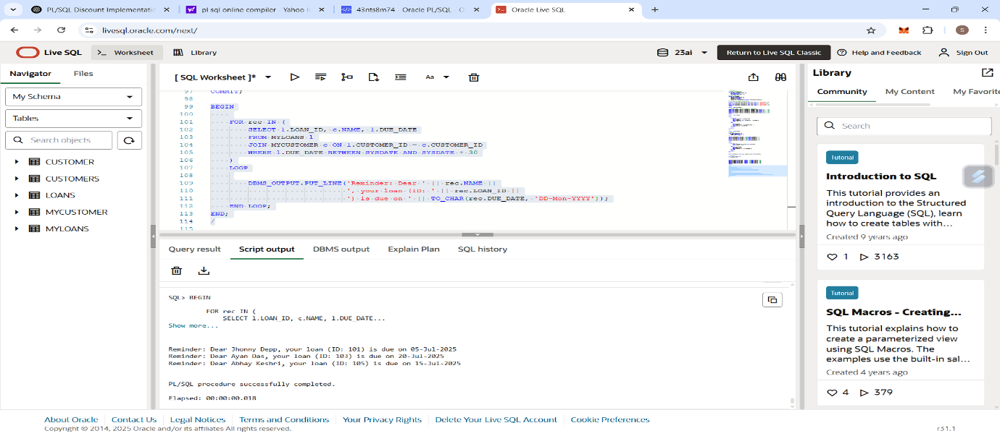 PL/SQL Discount Implementatic
pl sql online compiler - Yahoo I
43nts8m74 - Oracle PL/SQL - O
Oracle Live SQL
livesql.oracle.com/next/
S
Live SQL
Worksheet
Library
23ai
Return to Live SQL Classic
Help and Feedback
Sign Out
Navigator
Files
My Schema
Tables
Search objects
CUSTOMER
CUSTOMERS
LOANS
MYCUSTOMER
MYLOANS
[ SQL Worksheet ]*
Aa
97 COMMIT;
98
99 BEGIN
100
101 FOR rec IN (
102 SELECT l.LOAN_ID, c.NAME, l.DUE_DATE
103 FROM MYLOANS l
104 JOIN MYCUSTOMER c ON l.CUSTOMER_ID = c.CUSTOMER_ID
105 WHERE l.DUE_DATE BETWEEN SYSDATE AND SYSDATE + 30
106 )
107 LOOP
108
109 DBMS_OUTPUT.PUT_LINE('Reminder: Dear ' || rec.NAME ||
110 ', your loan (ID: ' || rec.LOAN_ID ||
111 ') is due on ' || TO_CHAR(rec.DUE_DATE, 'DD-Mon-YYYY'));
112 END LOOP;
113 END;
114 /
115
Query result
Script output
DBMS output
Explain Plan
SQL history
SQL> BEGIN
FOR rec IN (
SELECT l.LOAN_ID, c.NAME, l.DUE_DATE...
Show more...
Reminder: Dear Jhonny Depp, your loan (ID: 101) is due on 05-Jul-2025
Reminder: Dear Ayan Das, your loan (ID: 103) is due on 20-Jul-2025
Reminder: Dear Abhay Keshri, your loan (ID: 105) is due on 15-Jul-2025
PL/SQL procedure successfully completed.
Elapsed: 00:00:00.018
Library
Community
My Content
My Favorite
Search
Tutorial
Introduction to SQL
This tutorial provides an
introduction to the Structured
Query Language (SQL), learn
how to create tables with...
Created 9 years ago
1
3163
Tutorial
SQL Macros - Creating...
This tutorial explains how to
create a parameterized view
using SQL Macros. The
examples use the built-in sal...
Created 4 years ago
4
379
About Oracle
Contact Us
Legal Notices
Terms and Conditions
Your Privacy Rights
Delete Your Live SQL Account
Cookie Preferences
Copyright © 2014, 2025 Oracle and/or its affiliates All rights reserved.
r31.1